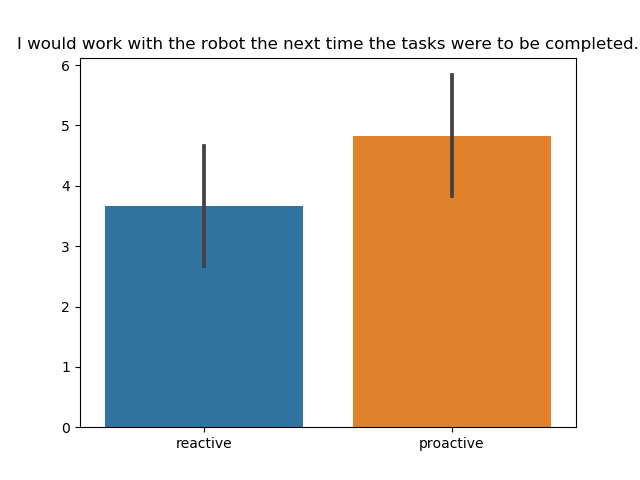 I would work with the robot the next time the tasks were to be completed.
6
5
4
3
2
1
0
reactive
proactive